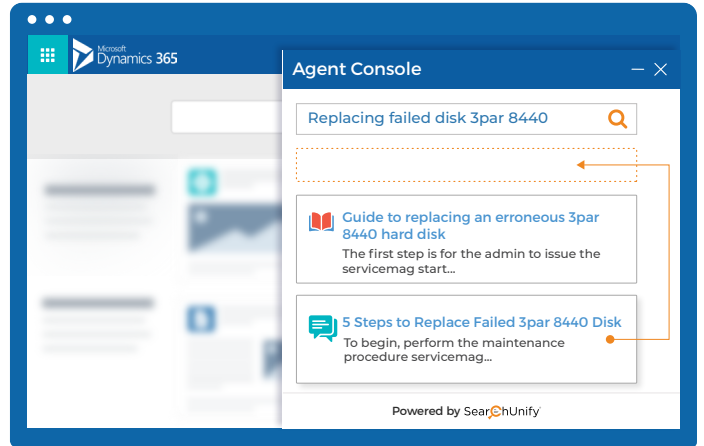 Microsoft
Dynamics 365
Agent Console
Replacing failed disk 3par 8440
Guide to replacing an erroneous 3par
8440 hard disk
The first step is for the admin to issue the
servicemag start...
5 Steps to Replace Failed 3par 8440 Disk
To begin, perform the maintenance
procedure servicemag...
Powered by SearchUnify